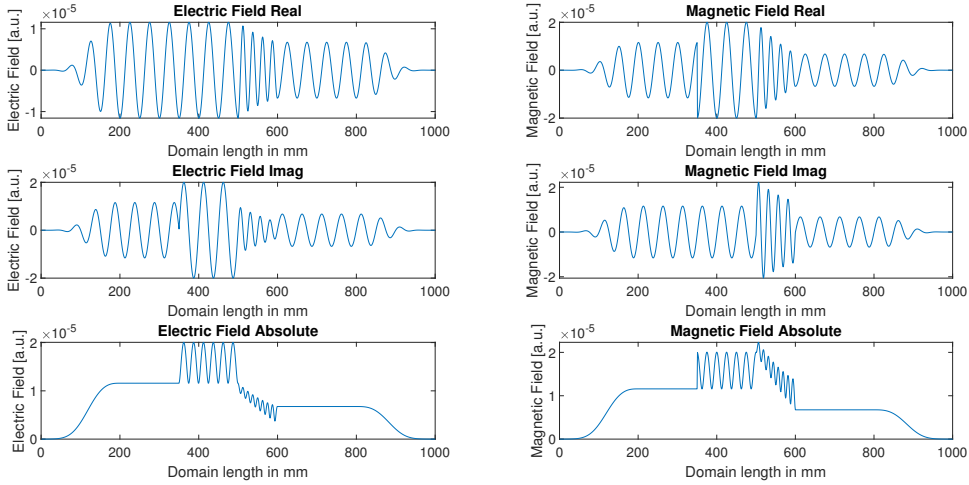 Electric Field Real
×10-5
Electric Field [a.u.]
1
0
-1
0 200 400 600 800 1000
Domain length in mm
Magnetic Field Real
×10-5
Magnetic Field [a.u.]
2
0
-2
0 200 400 600 800 1000
Domain length in mm
Electric Field Imag
×10-5
Electric Field [a.u.]
2
0
-2
0 200 400 600 800 1000
Domain length in mm
Magnetic Field Imag
×10-5
Magnetic Field [a.u.]
2
0
-2
0 200 400 600 800 1000
Domain length in mm
Electric Field Absolute
×10-5
Electric Field [a.u.]
2
1
0
0 200 400 600 800 1000
Domain length in mm
Magnetic Field Absolute
×10-5
Magnetic Field [a.u.]
2
1
0
0 200 400 600 800 1000
Domain length in mm